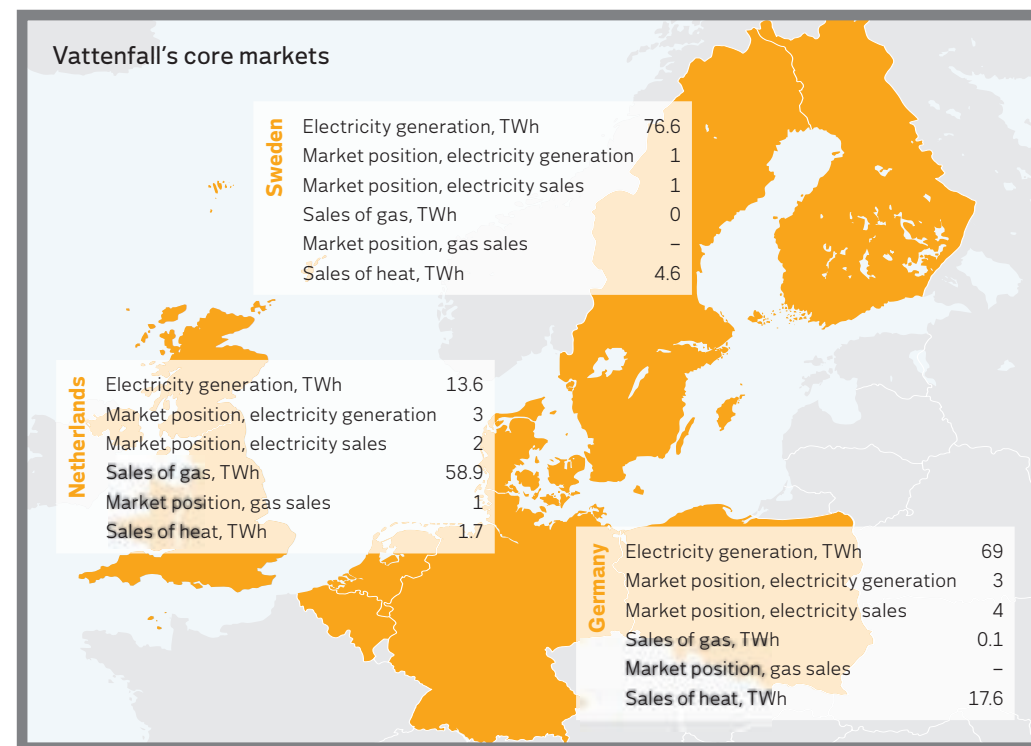 Vattenfall's core markets
Sweden
Electricity generation, TWh 76.6
Market position, electricity generation 1
Market position, electricity sales 1
Sales of gas, TWh 0
Market position, gas sales –
Sales of heat, TWh 4.6
Netherlands
Electricity generation, TWh 13.6
Market position, electricity generation 3
Market position, electricity sales 2
Sales of gas, TWh 58.9
Market position, gas sales 1
Sales of heat, TWh 1.7
Germany
Electricity generation, TWh 69
Market position, electricity generation 3
Market position, electricity sales 4
Sales of gas, TWh 0.1
Market position, gas sales –
Sales of heat, TWh 17.6